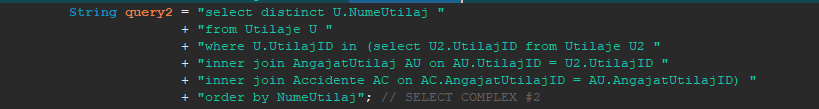 String query2 = "select distinct U.NumeUtilaj "
+ "from Utilaje U "
+ "where U.UtilajID in (select U2.UtilajID from Utilaje U2 "
+ "inner join AngajatUtilaj AU on AU.UtilajID = U2.UtilajID "
+ "inner join Accidente AC on AC.AngajatUtilajID = AU.AngajatUtilajID) "
+ "order by NumeUtilaj"; // SELECT COMPLEX #2